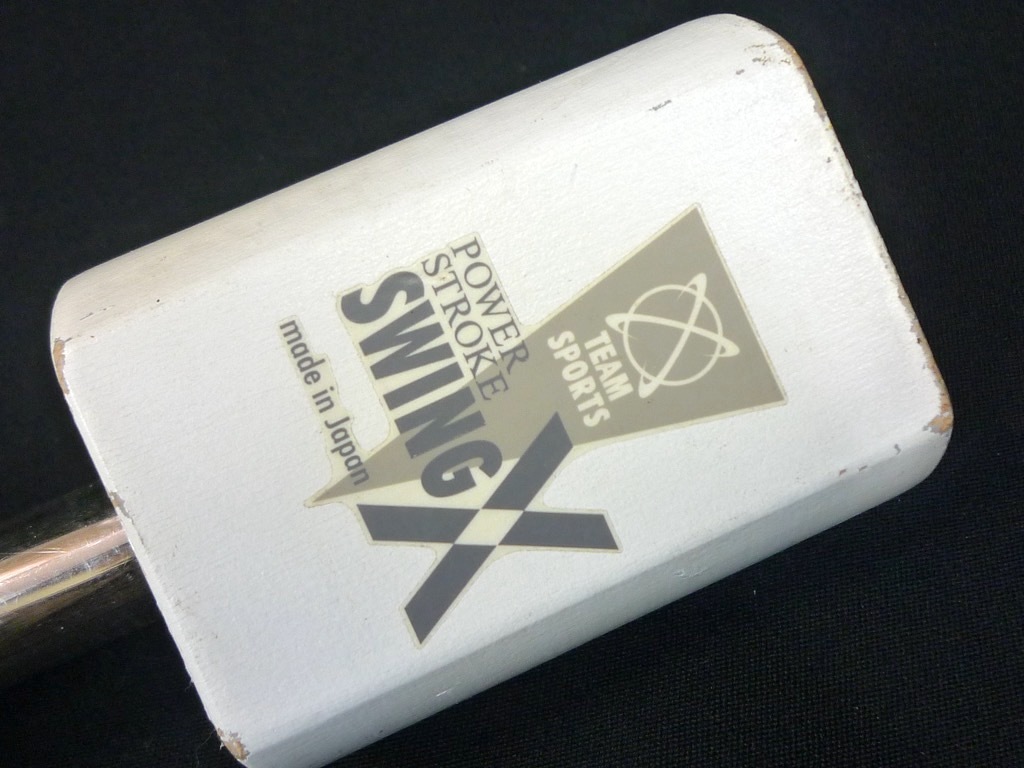 TEAM
SPORTS
POWER
STROKE
SWING
X
made in Japan